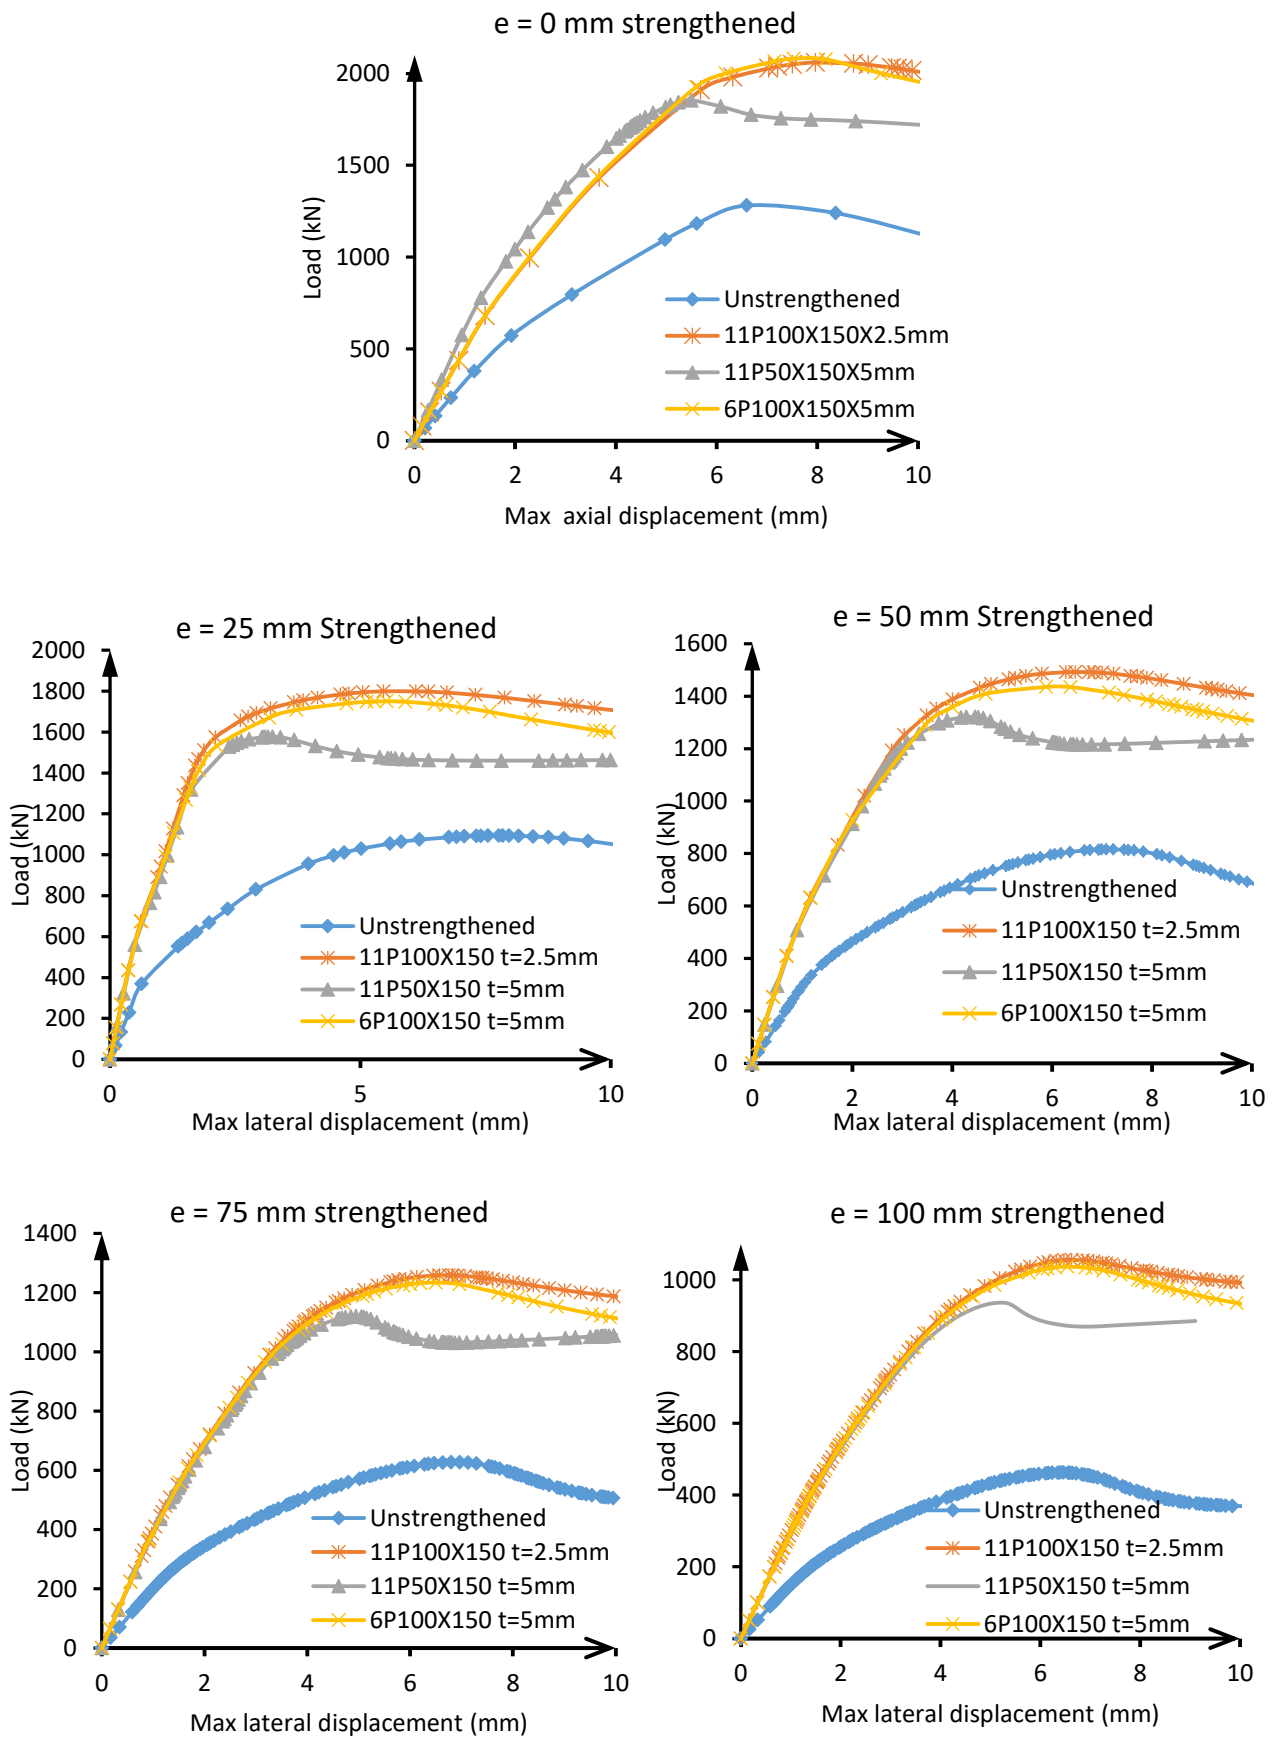 e = 0 mm strengthened
2000
1500
1000
500
0
Load (kN)
Unstrengthened
11P100X150X2.5mm
11P50X150X5mm
6P100X150X5mm
0 2 4 6 8 10
Max axial displacement (mm)
e = 25 mm Strengthened
2000
1800
1600
1400
1200
1000
800
600
400
200
0
Load (kN)
Unstrengthened
11P100X150 t=2.5mm
11P50X150 t=5mm
6P100X150 t=5mm
0 5 10
Max lateral displacement (mm)
e = 50 mm Strengthened
1600
1400
1200
1000
800
600
400
200
0
Load (kN)
Unstrengthened
11P100X150 t=2.5mm
11P50X150 t=5mm
6P100X150 t=5mm
0 2 4 6 8 10
Max lateral displacement (mm)
e = 75 mm strengthened
1400
1200
1000
800
600
400
200
0
Load (kN)
Unstrengthened
11P100X150 t=2.5mm
11P50X150 t=5mm
6P100X150 t=5mm
0 2 4 6 8 10
Max lateral displacement (mm)
e = 100 mm strengthened
1000
800
600
400
200
0
Load (kN)
Unstrengthened
11P100X150 t=2.5mm
11P50X150 t=5mm
6P100X150 t=5mm
0 2 4 6 8 10
Max lateral displacement (mm)